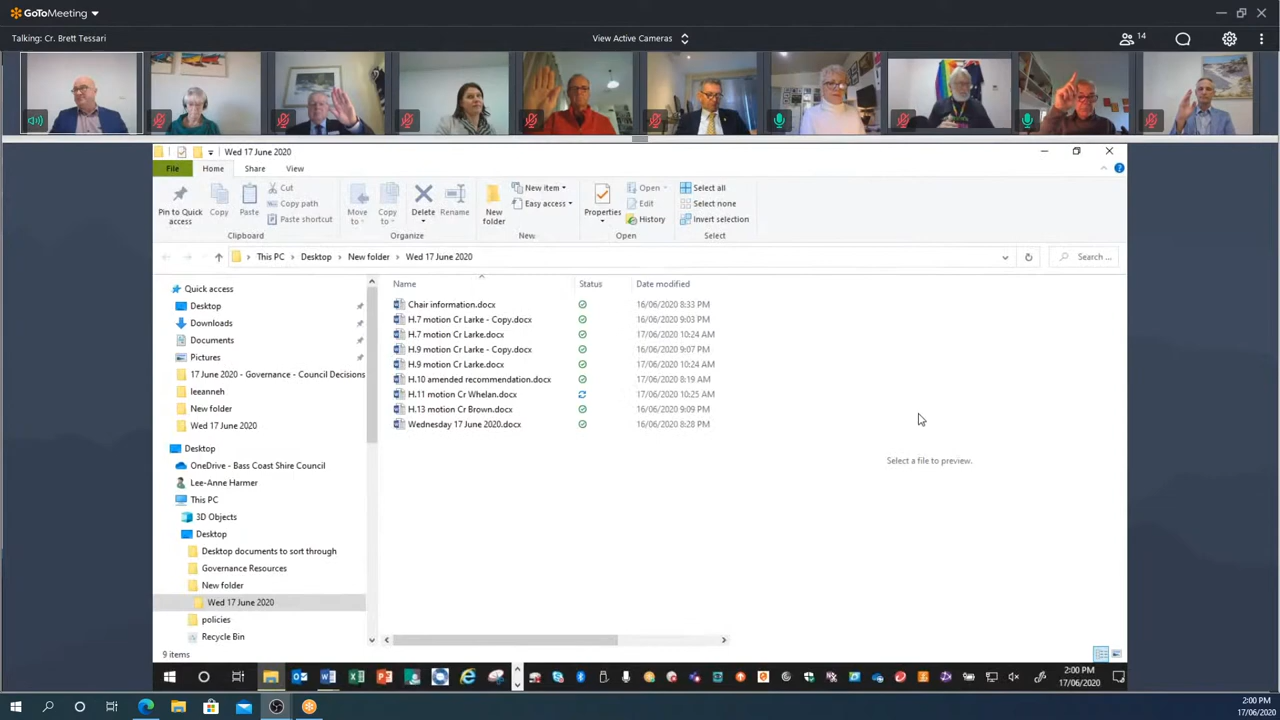 GoToMeeting
Talking: Cr. Brett Tessari
View Active Cameras
14
Wed 17 June 2020
File
Home
Share
View
Pin to Quick access
Copy
Paste
Cut
Copy path
Paste shortcut
Clipboard
Move to
Copy to
Delete
Rename
Organize
New folder
New item
Easy access
New
Properties
Open
Edit
History
Open
Select all
Select none
Invert selection
Select
This PC > Desktop > New folder > Wed 17 June 2020
Search ...
Name Status Date modified
Chair information.docx 16/06/2020 8:33 PM
H.7 motion Cr Larke - Copy.docx 16/06/2020 9:03 PM
H.7 motion Cr Larke.docx 17/06/2020 10:24 AM
H.9 motion Cr Larke - Copy.docx 16/06/2020 9:07 PM
H.9 motion Cr Larke.docx 17/06/2020 10:24 AM
H.10 amended recommendation.docx 17/06/2020 8:19 AM
H.11 motion Cr Whelan.docx 17/06/2020 10:25 AM
H.13 motion Cr Brown.docx 16/06/2020 9:09 PM
Wednesday 17 June 2020.docx 16/06/2020 8:28 PM
Select a file to preview.
Quick access
Desktop
Downloads
Documents
Pictures
17 June 2020 - Governance - Council Decisions
leeanneh
New folder
Wed 17 June 2020
Desktop
OneDrive - Bass Coast Shire Council
Lee-Anne Harmer
This PC
3D Objects
Desktop
Desktop documents to sort through
Governance Resources
New folder
Wed 17 June 2020
policies
Recycle Bin
9 items
2:00 PM
17/06/2020
2:00 PM
17/06/2020